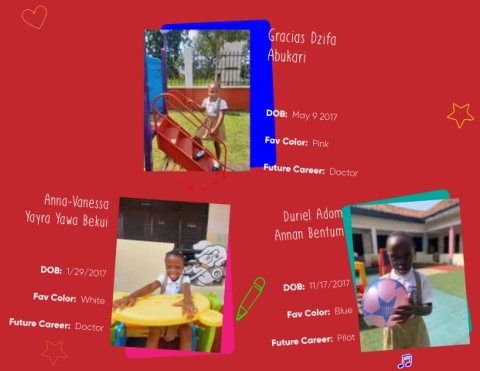 Gracias Dzifa
Abukari
DOB: May 9 2017
Fav Color: Pink
Future Career: Doctor
Anna-Vanessa
Yayra Yawa Bekui
DOB: 1/29/2017
Fav Color: White
Future Career: Doctor
Duriel Adom
Annan Bentum
DOB: 11/17/2017
Fav Color: Blue
Future Career: Pilot